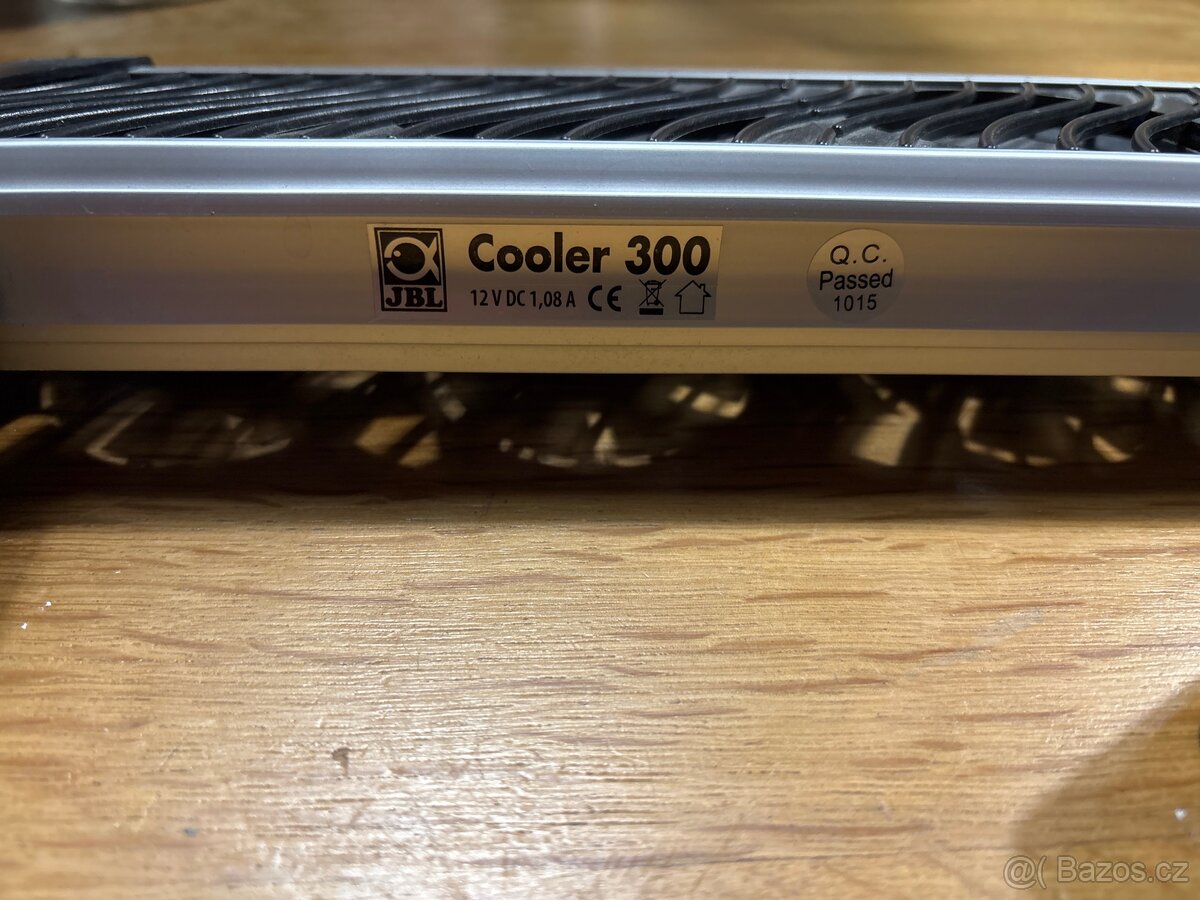 JBL
Cooler 300
12 V DC 1,08 A CE
Q.C.
Passed
1015
@( Bazos.cz